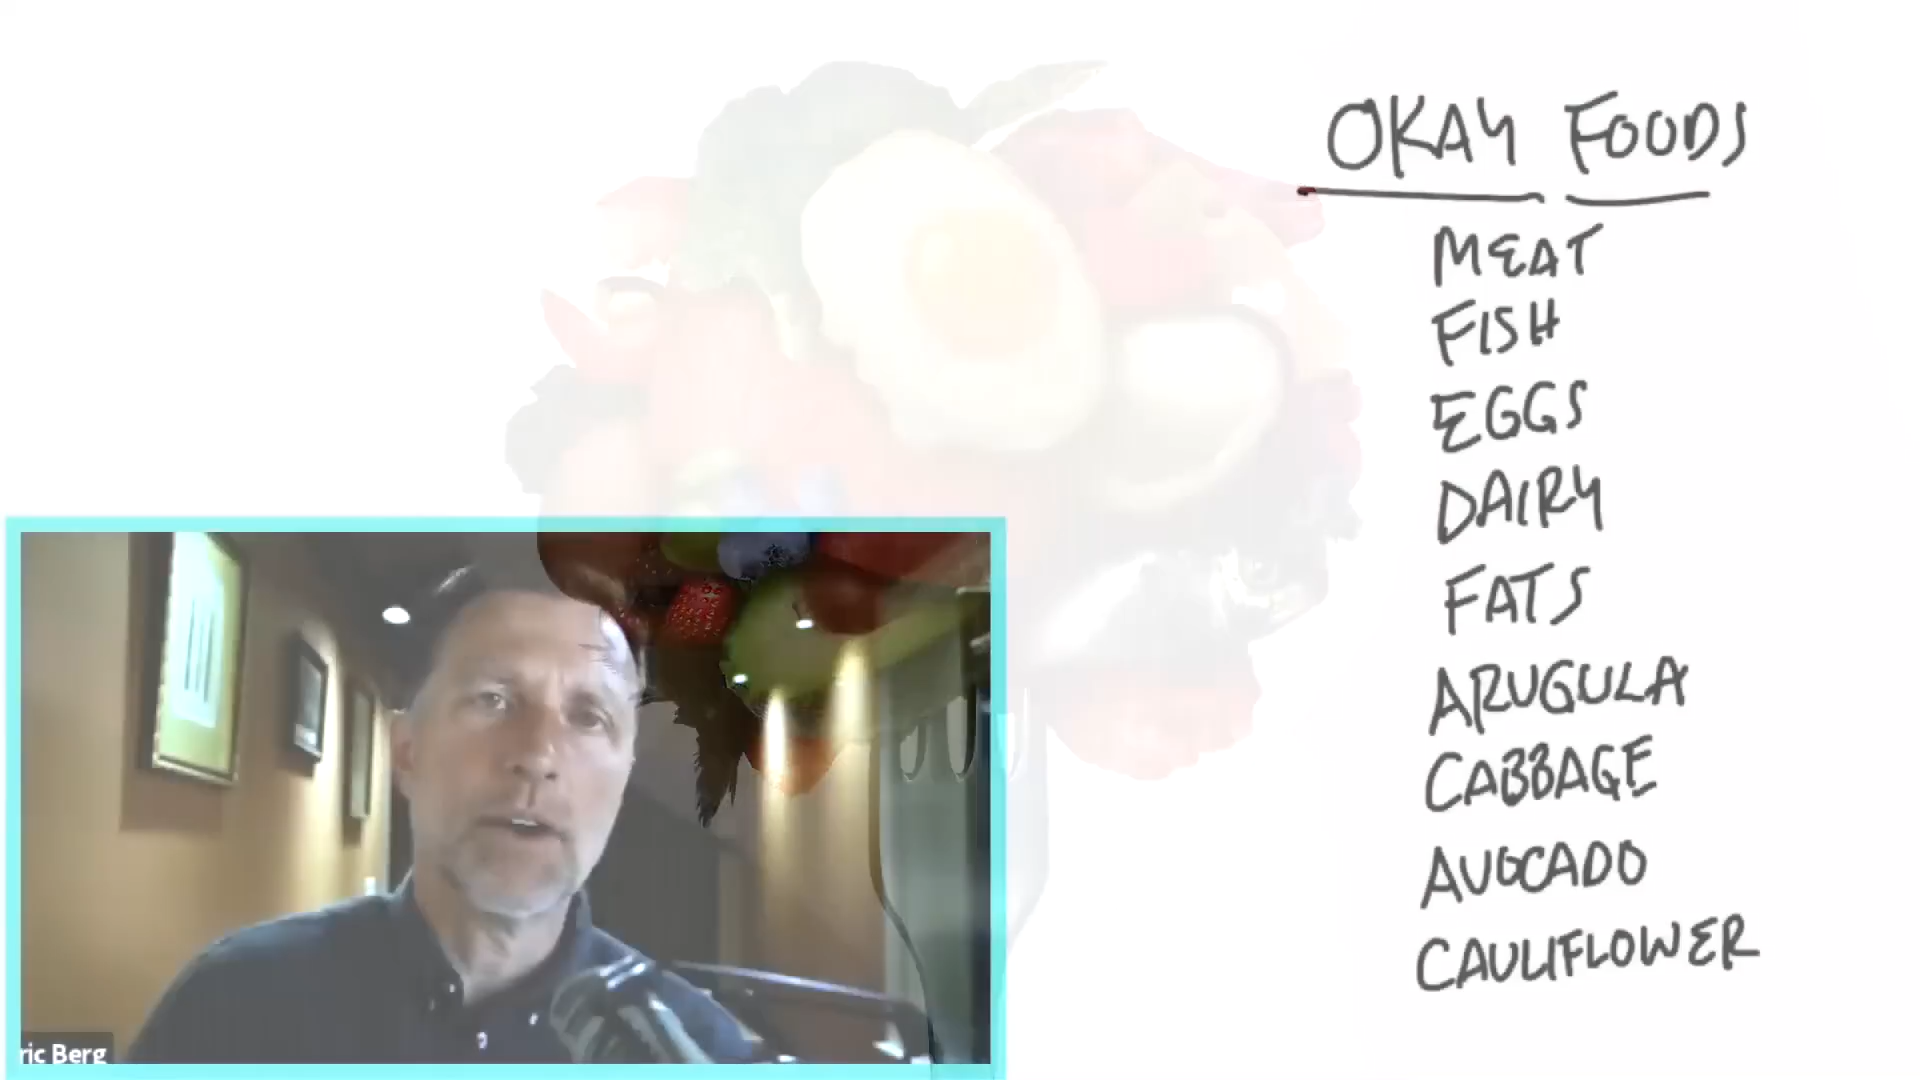 OKAY FOODS
MEAT
FISH
EGGS
DAIRY
FATS
ARUGULA
CABBAGE
AVOCADO
CAULIFLOWER
ric Berg